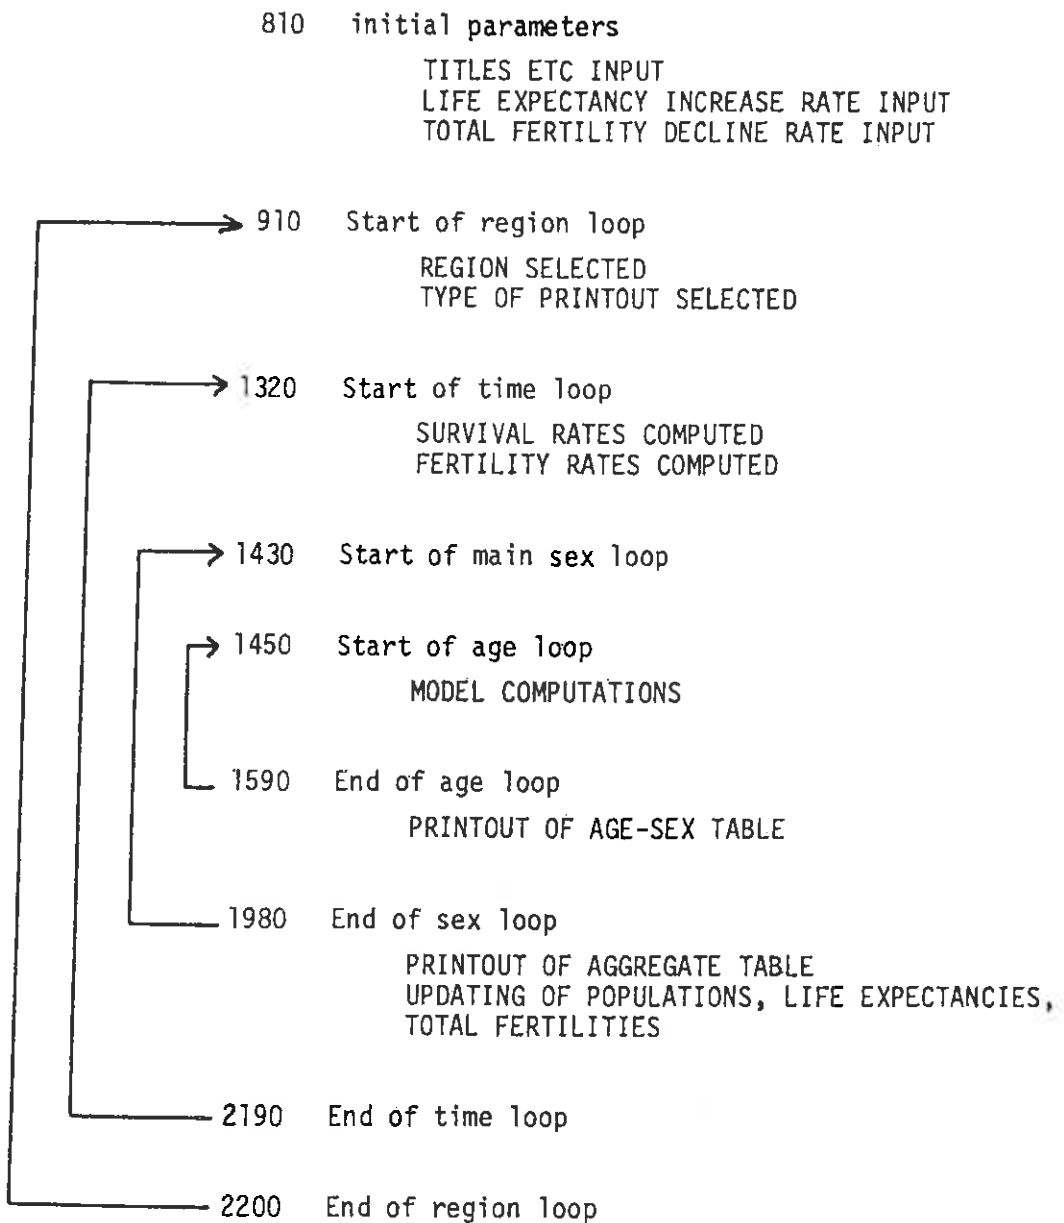 810 initial parameters
TITLES ETC INPUT
LIFE EXPECTANCY INCREASE RATE INPUT
TOTAL FERTILITY DECLINE RATE INPUT
910 Start of region loop
REGION SELECTED
TYPE OF PRINTOUT SELECTED
1320 Start of time loop
SURVIVAL RATES COMPUTED
FERTILITY RATES COMPUTED
1430 Start of main sex loop
1450 Start of age loop
MODEL COMPUTATIONS
1590 End of age loop
PRINTOUT OF AGE-SEX TABLE
1980 End of sex loop
PRINTOUT OF AGGREGATE TABLE
UPDATING OF POPULATIONS, LIFE EXPECTANCIES,
TOTAL FERTILITIES
2190 End of time loop
2200 End of region loop